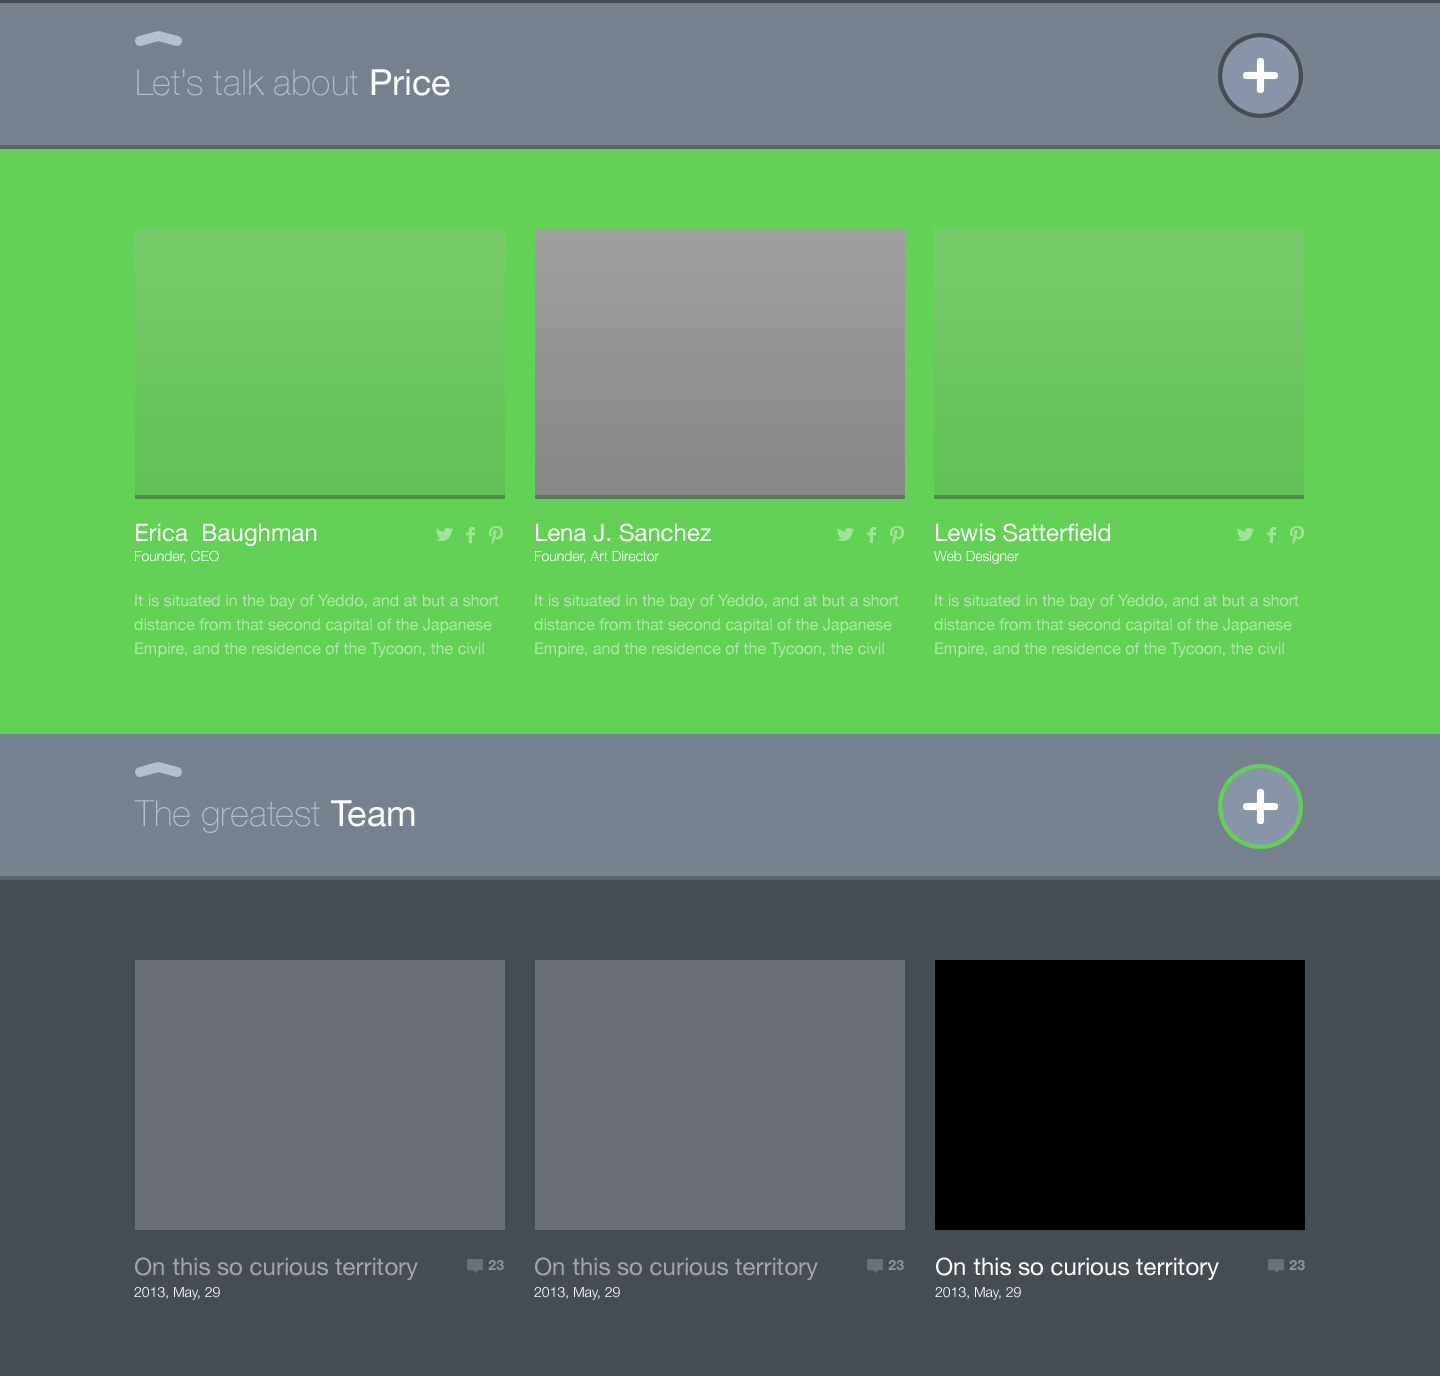 Let's talk about Price
Erica  Baughman
Founder, CEO
It is situated in the bay of Yeddo, and at but a short
distance from that second capital of the Japanese
Empire, and the residence of the Tycoon, the civil
Lena J. Sanchez
Founder, Art Director
It is situated in the bay of Yeddo, and at but a short
distance from that second capital of the Japanese
Empire, and the residence of the Tycoon, the civil
Lewis Satterfield
Web Designer
It is situated in the bay of Yeddo, and at but a short
distance from that second capital of the Japanese
Empire, and the residence of the Tycoon, the civil
The greatest Team
On this so curious territory
23
2013, May, 29
On this so curious territory
23
2013, May, 29
On this so curious territory
23
2013, May, 29